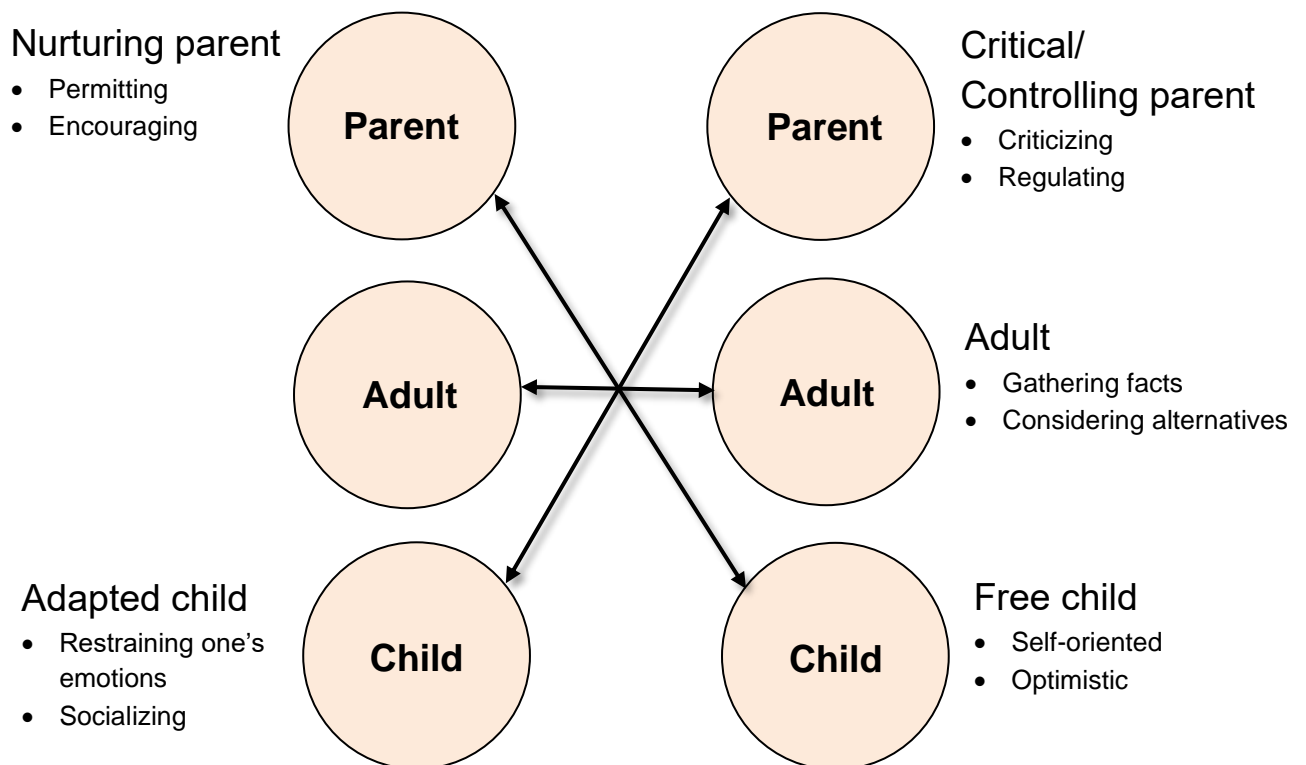 Nurturing parent
• Permitting
• Encouraging
Parent
Parent
Critical/
Controlling parent
• Criticizing
• Regulating
Adult
Adult
Adult
• Gathering facts
• Considering alternatives
Adapted child
• Restraining one’s
emotions
• Socializing
Child
Child
Free child
• Self-oriented
• Optimistic